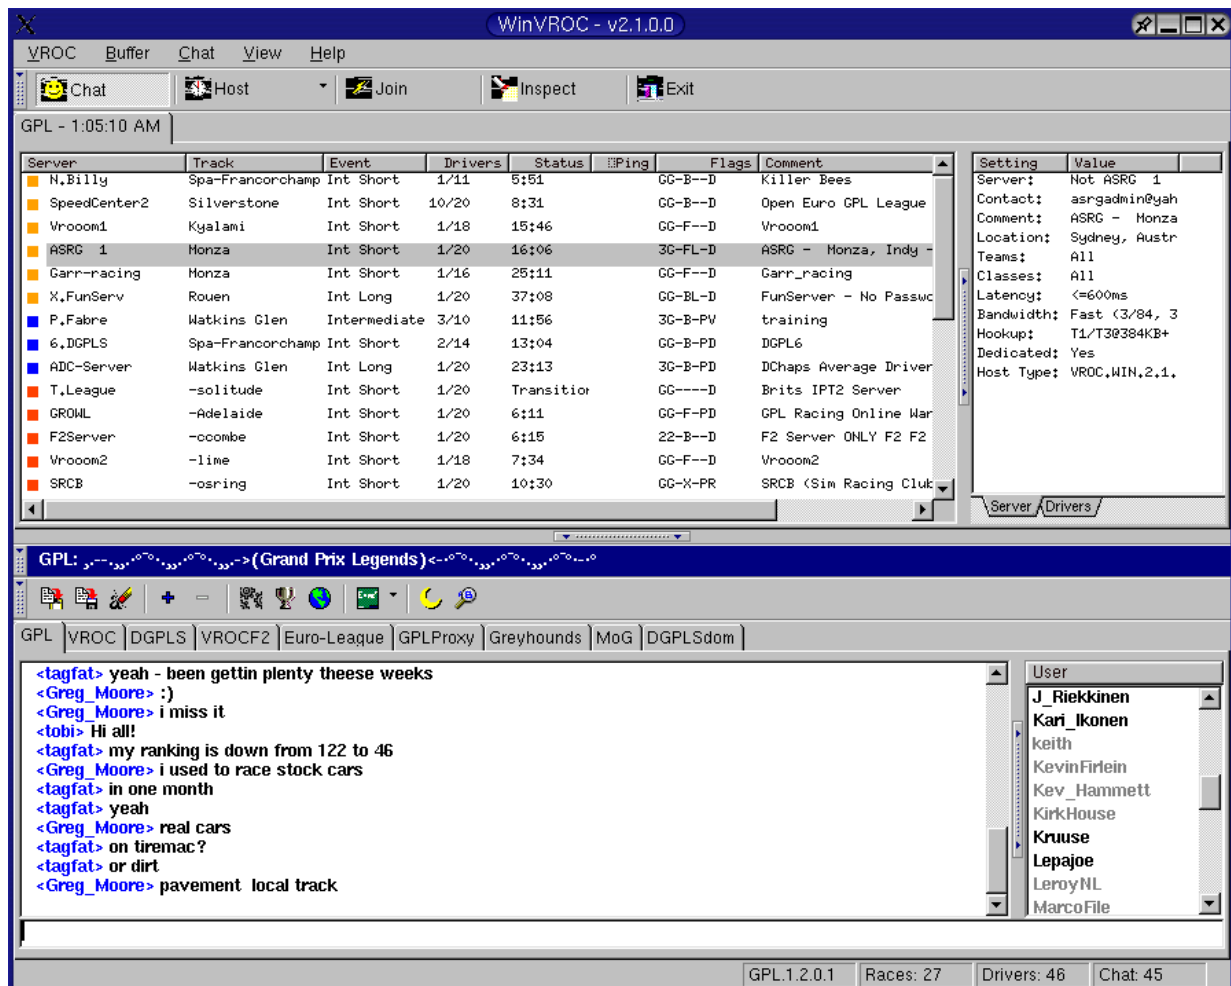 WinVROC - v2.1.0.0
VROC Buffer Chat View Help
Chat Host Join Inspect Exit
GPL - 1:05:10 AM
Server Track Event Drivers Status Ping Flags Comment
N.Billy Spa-Francorchamp Int Short 1/11 5:51 GG-B--D Killer Bees
SpeedCenter2 Silverstone Int Short 10/20 8:31 GG-B--D Open Euro GPL League
Vrooom1 Kyalami Int Short 1/18 15:46 GG-F--D Vrooom1
ASRG 1 Monza Int Short 1/20 16:06 3G-FL-D ASRG - Monza, Indy -
Garr-racing Monza Int Short 1/16 25:11 GG-F--D Garr_racing
X.FunServ Rouen Int Long 1/20 37:08 GG-BL-D FunServer - No Passwo
P.Fabre Watkins Glen Intermediate 3/10 11:56 3G-B-PV training
6.DGPLS Spa-Francorchamp Int Short 2/14 13:04 GG-B-PD DGPL6
ADC-Server Watkins Glen Int Long 1/20 23:13 3G-B-PD DChaps Average Driver
T.League -solitude Int Short 1/20 Transition GG----D Brits IPT2 Server
GROWL -Adelaide Int Short 1/20 6:11 GG-F-PD GPL Racing Online War
F2Server -ccombe Int Short 1/20 6:15 22-B--D F2 Server ONLY F2 F2
Vrooom2 -lime Int Short 1/18 7:34 GG-F--D Vrooom2
SRCB -osring Int Short 1/20 10:30 GG-X-PR SRCB (Sim Racing Club
Setting Value
Server: Not ASRG 1
Contact: asrgadmin@yah
Comment: ASRG - Monza
Location: Sydney, Austr
Teams: All
Classes: All
Latency: <=600ms
Bandwidth: Fast (3/84, 3
Hookup: T1/T3@384KB+
Dedicated: Yes
Host Type: VROC.WIN.2.1.
Server Drivers
GPL: ¸,--.¸¸.·°¯°·.¸¸.·°¯°·.¸¸.->(Grand Prix Legends)<-·°¯°·.¸¸.·°¯°·.¸¸.·°¯°·--·°
GPL VROC DGPLS VROCF2 Euro-League GPLProxy Greyhounds MoG DGPLSdom
<tagfat> yeah - been gettin plenty theese weeks
<Greg_Moore> :)
<Greg_Moore> i miss it
<tobi> Hi all!
<tagfat> my ranking is down from 122 to 46
<Greg_Moore> i used to race stock cars
<tagfat> in one month
<tagfat> yeah
<Greg_Moore> real cars
<tagfat> on tiremac?
<tagfat> or dirt
<Greg_Moore> pavement local track
User
J_Riekkinen
Kari_Ikonen
keith
KevinFirlein
Kev_Hammett
KirkHouse
Kruuse
Lepajoe
LeroyNL
MarcoFile
GPL.1.2.0.1 Races: 27 Drivers: 46 Chat: 45